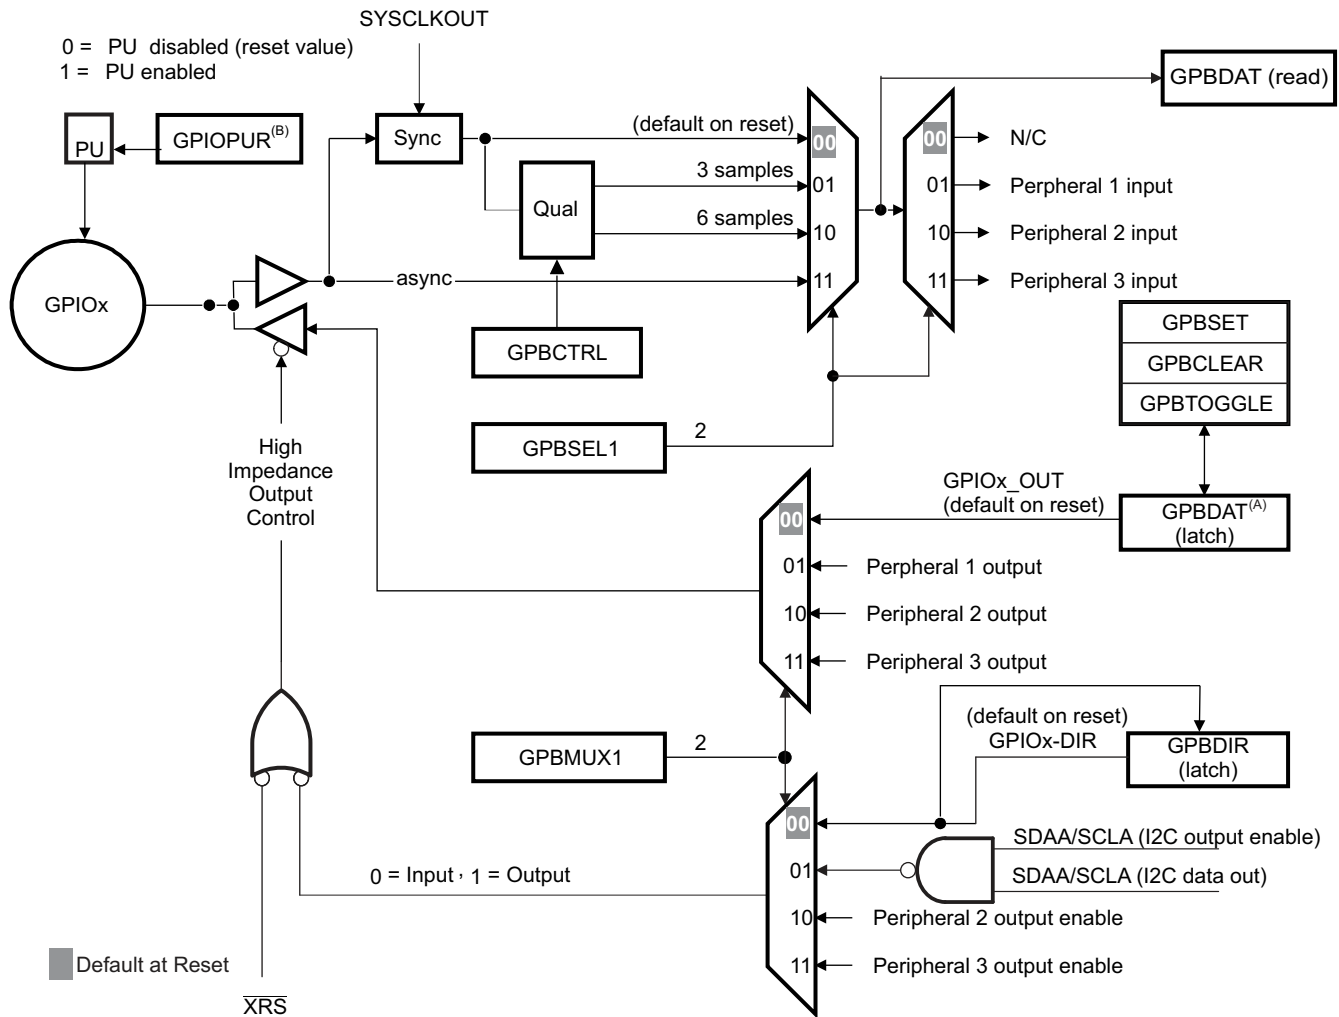 SYSCLKOUT
0 = PU disabled (reset value)
1 = PU enabled
PU
GPIOPUR(B)
Sync
(default on reset)
3 samples
Qual
6 samples
async
GPIOx
GPBCTRL
00
01
10
11
00
01
10
11
GPBDAT (read)
N/C
Perpheral 1 input
Peripheral 2 input
Peripheral 3 input
GPBSET
GPBCLEAR
GPBTOGGLE
GPBSEL1
2
High
Impedance
Output
Control
GPIOx_OUT
(default on reset)
GPBDAT(A)
(latch)
00
01
10
11
Perpheral 1 output
Peripheral 2 output
Peripheral 3 output
GPBMUX1
2
(default on reset)
GPIOx-DIR
GPBDIR
(latch)
00
01
10
11
SDAA/SCLA (I2C output enable)
SDAA/SCLA (I2C data out)
Peripheral 2 output enable
Peripheral 3 output enable
0 = Input, 1 = Output
Default at Reset
XRS